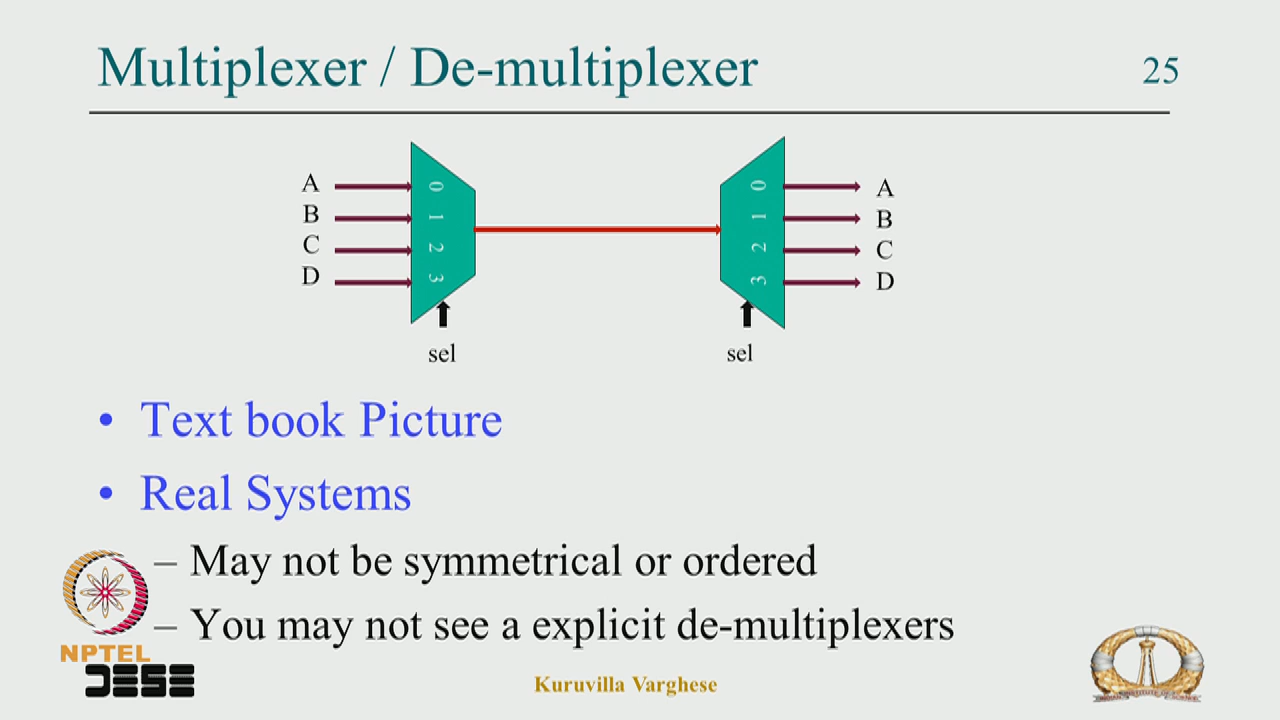 Multiplexer / De-multiplexer 25
A 0 0 A
B 1 1 B
C 2 2 C
D 3 3 D
sel sel
• Text book Picture
• Real Systems
– May not be symmetrical or ordered
– You may not see a explicit de-multiplexers
NPTEL
DESE
Kuruvilla Varghese